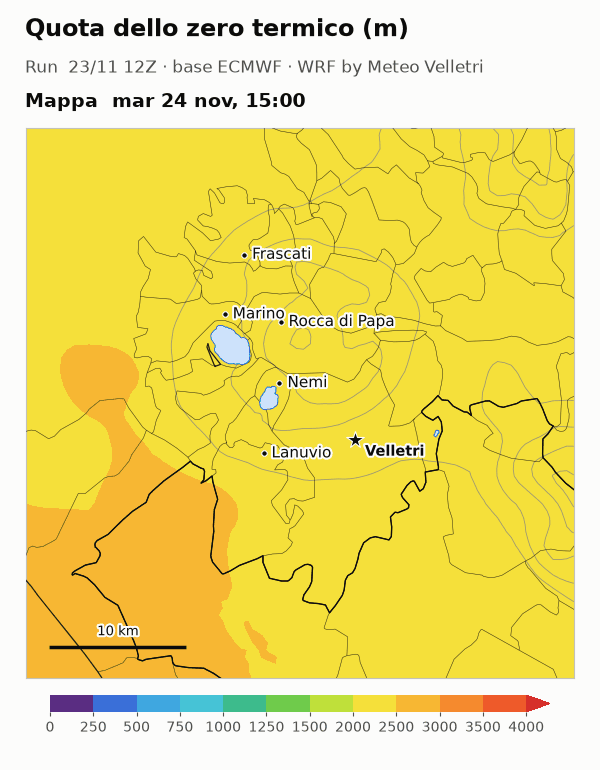 Quota dello zero termico (m)
Run 23/11 12Z · base ECMWF · WRF by Meteo Velletri
Mappa mar 24 nov, 15:00
Frascati
Marino
Rocca di Papa
Nemi
Velletri
Lanuvio
10 km
0 250 500 750 1000 1250 1500 2000 2500 3000 3500 4000